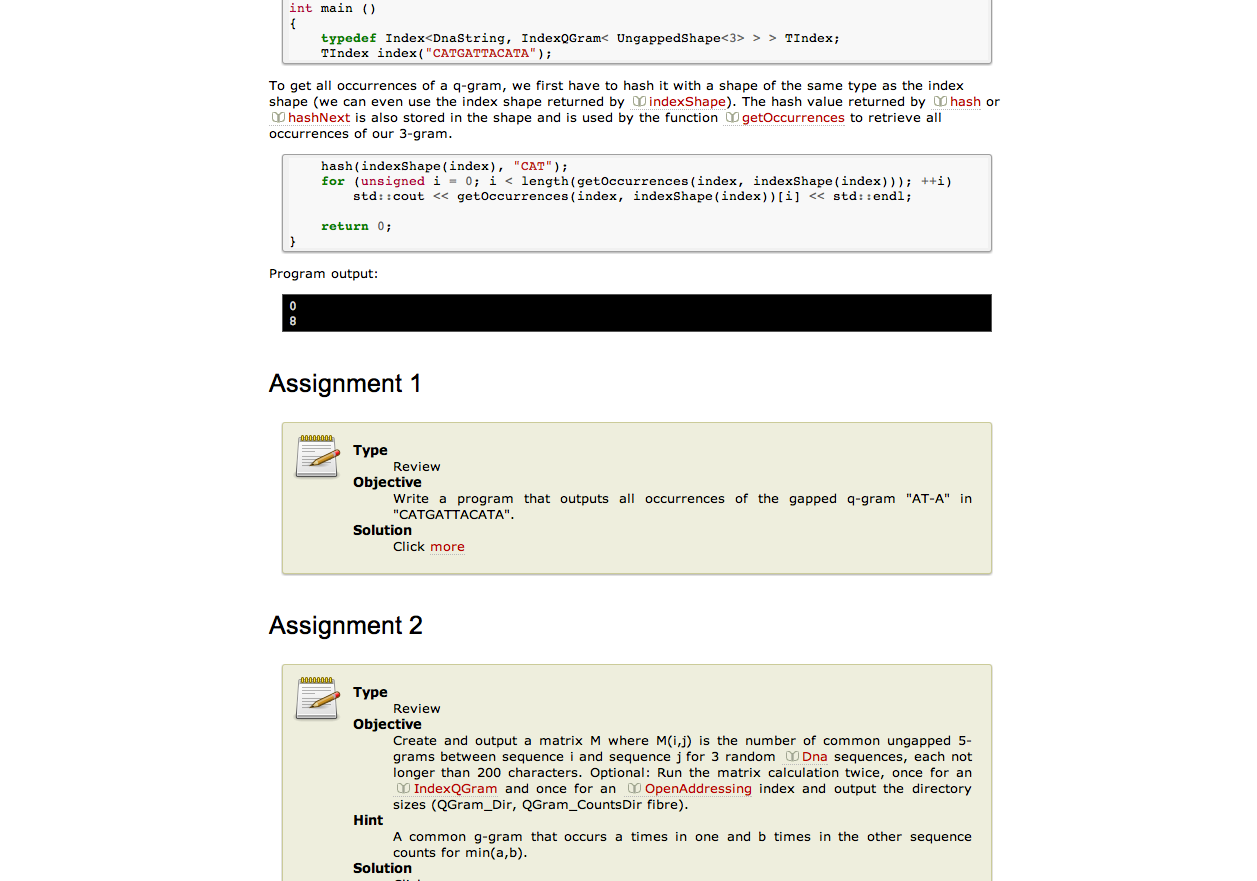 int main ()
{
    typedef Index<DnaString, IndexQGram< UngappedShape<3> > > TIndex;
    TIndex index("CATGATTACATA");
To get all occurrences of a q-gram, we first have to hash it with a shape of the same type as the index
shape (we can even use the index shape returned by indexShape). The hash value returned by hash or
hashNext is also stored in the shape and is used by the function getOccurrences to retrieve all
occurrences of our 3-gram.
    hash(indexShape(index), "CAT");
    for (unsigned i = 0; i < length(getOccurrences(index, indexShape(index))); ++i)
        std::cout << getOccurrences(index, indexShape(index))[i] << std::endl;
    return 0;
}
Program output:
0
8
Assignment 1
Type
Review
Objective
Write a program that outputs all occurrences of the gapped q-gram "AT-A" in
"CATGATTACATA".
Solution
Click more
Assignment 2
Type
Review
Objective
Create and output a matrix M where M(i,j) is the number of common ungapped 5-
grams between sequence i and sequence j for 3 random Dna sequences, each not
longer than 200 characters. Optional: Run the matrix calculation twice, once for an
IndexQGram and once for an OpenAddressing index and output the directory
sizes (QGram_Dir, QGram_CountsDir fibre).
Hint
A common g-gram that occurs a times in one and b times in the other sequence
counts for min(a,b).
Solution